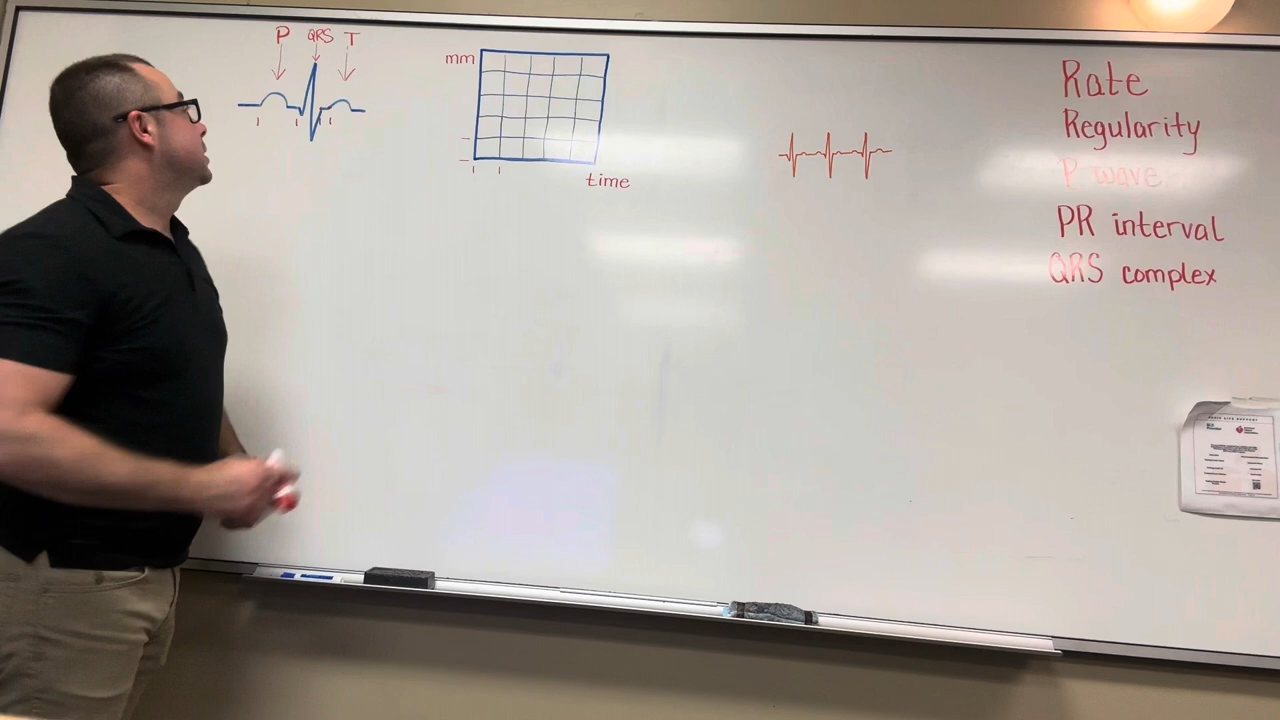 P QRS T
mm
time
Rate
Regularity
P wave
PR interval
QRS complex